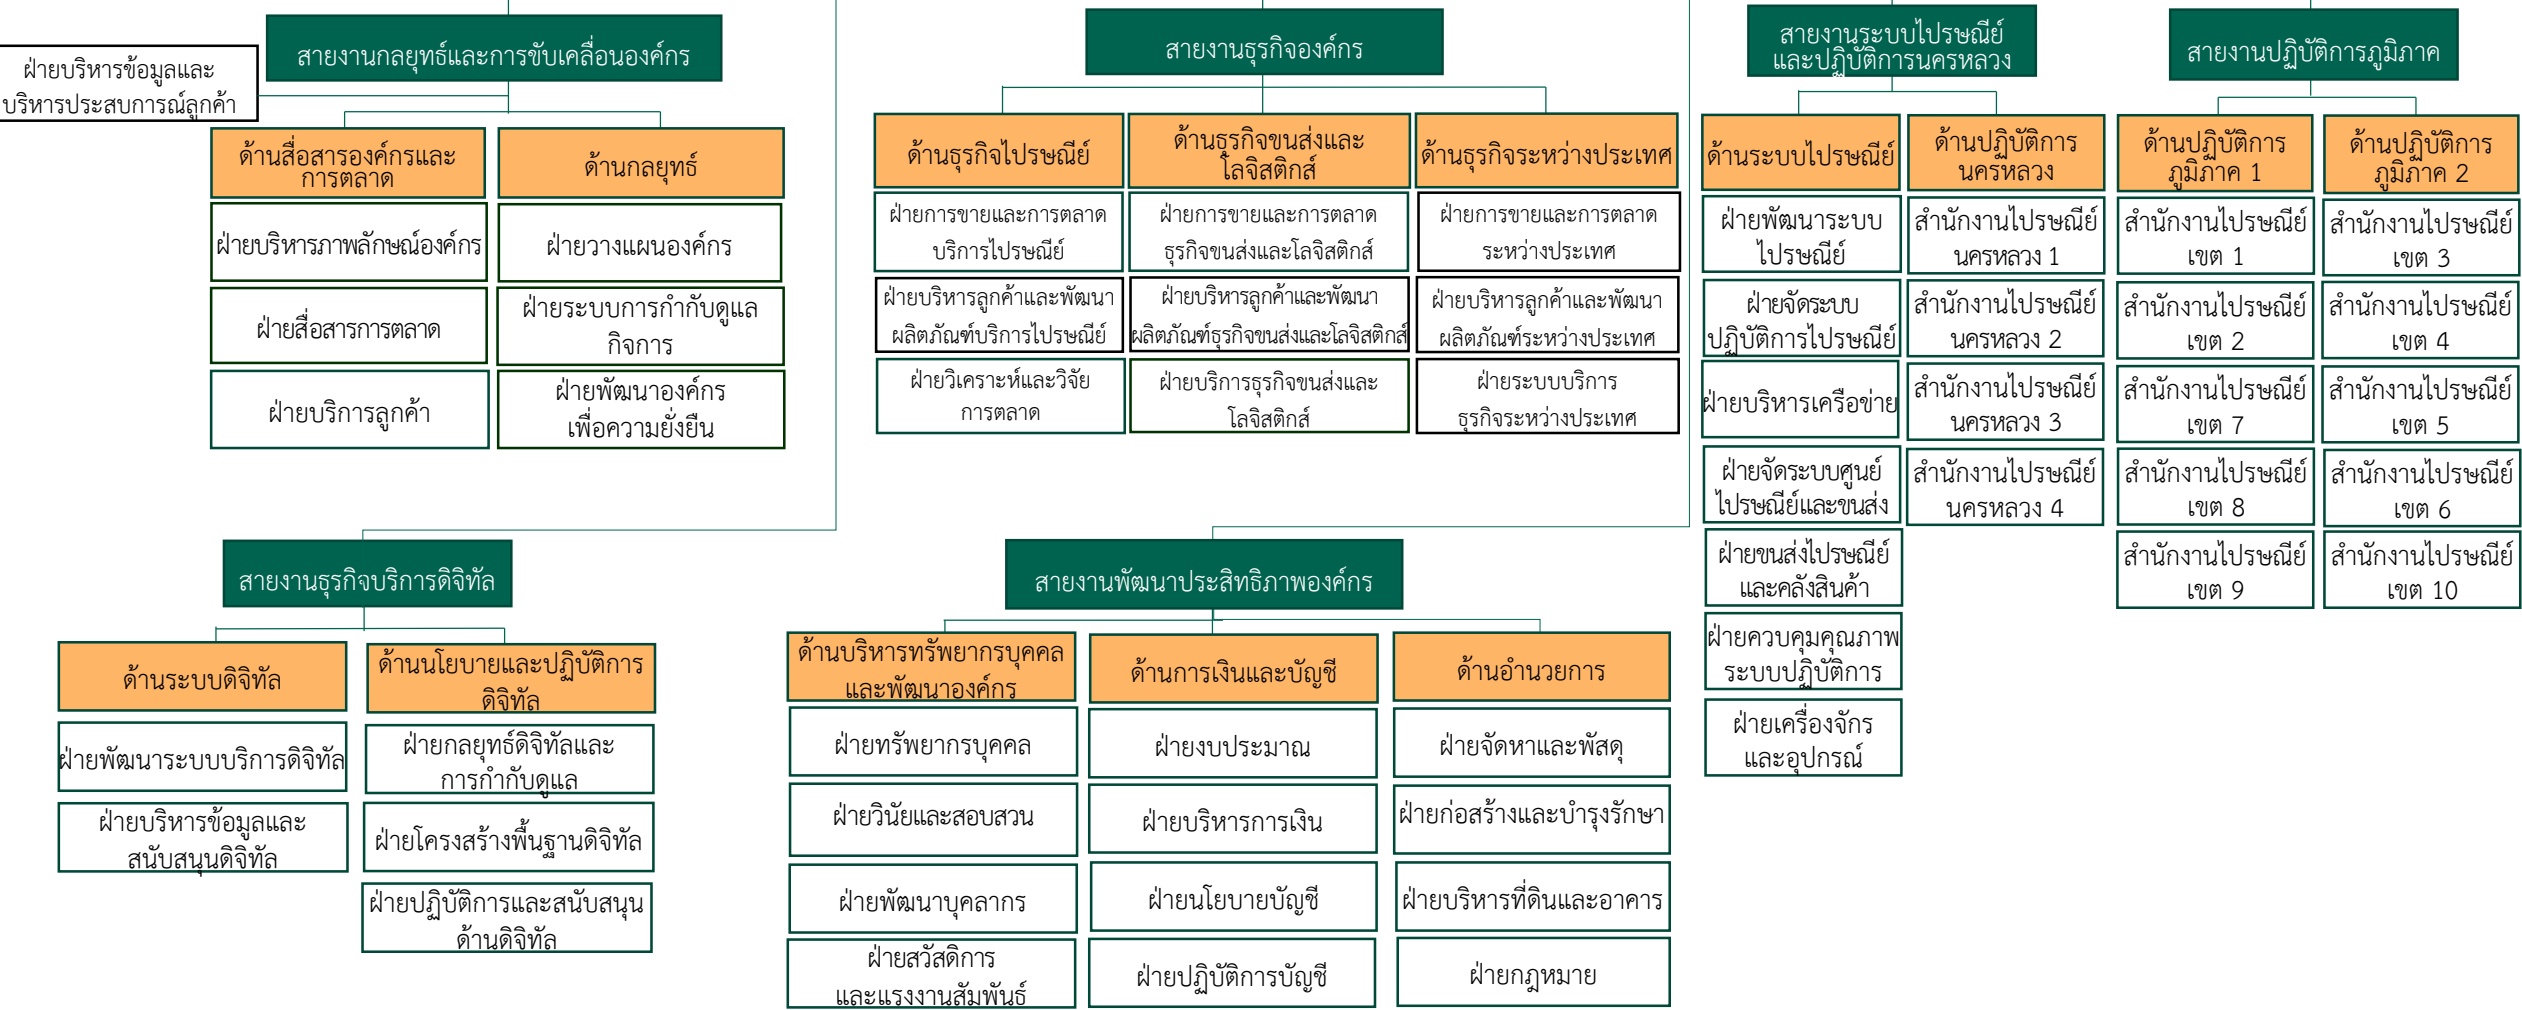 สายงานกลยุทธ์และการขับเคลื่อนองค์กร
ฝ่ายบริหารข้อมูลและ
บริหารประสบการณ์ลูกค้า
ด้านสื่อสารองค์กรและ
การตลาด
ฝ่ายบริหารภาพลักษณ์องค์กร
ฝ่ายสื่อสารการตลาด
ฝ่ายบริการลูกค้า
ด้านกลยุทธ์
ฝ่ายวางแผนองค์กร
ฝ่ายระบบการกำกับดูแล
กิจการ
ฝ่ายพัฒนาองค์กร
เพื่อความยั่งยืน
สายงานธุรกิจองค์กร
ด้านธุรกิจไปรษณีย์
ฝ่ายการขายและการตลาด
บริการไปรษณีย์
ฝ่ายบริหารลูกค้าและพัฒนา
ผลิตภัณฑ์บริการไปรษณีย์
ฝ่ายวิเคราะห์และวิจัย
การตลาด
ด้านธุรกิจขนส่งและ
โลจิสติกส์
ฝ่ายการขายและการตลาด
ธุรกิจขนส่งและโลจิสติกส์
ฝ่ายบริหารลูกค้าและพัฒนา
ผลิตภัณฑ์ธุรกิจขนส่งและโลจิสติกส์
ฝ่ายบริการธุรกิจขนส่งและ
โลจิสติกส์
ด้านธุรกิจระหว่างประเทศ
ฝ่ายการขายและการตลาด
ระหว่างประเทศ
ฝ่ายบริหารลูกค้าและพัฒนา
ผลิตภัณฑ์ระหว่างประเทศ
ฝ่ายระบบบริการ
ธุรกิจระหว่างประเทศ
สายงานระบบไปรษณีย์
และปฏิบัติการนครหลวง
ด้านระบบไปรษณีย์
ฝ่ายพัฒนาระบบ
ไปรษณีย์
ฝ่ายจัดระบบ
ปฏิบัติการไปรษณีย์
ฝ่ายบริหารเครือข่าย
ฝ่ายจัดระบบศูนย์
ไปรษณีย์และขนส่ง
ฝ่ายขนส่งไปรษณีย์
และคลังสินค้า
ฝ่ายควบคุมคุณภาพ
ระบบปฏิบัติการ
ฝ่ายเครื่องจักร
และอุปกรณ์
ด้านปฏิบัติการ
นครหลวง
สำนักงานไปรษณีย์
นครหลวง 1
สำนักงานไปรษณีย์
นครหลวง 2
สำนักงานไปรษณีย์
นครหลวง 3
สำนักงานไปรษณีย์
นครหลวง 4
สายงานปฏิบัติการภูมิภาค
ด้านปฏิบัติการ
ภูมิภาค 1
สำนักงานไปรษณีย์
เขต 1
สำนักงานไปรษณีย์
เขต 2
สำนักงานไปรษณีย์
เขต 7
สำนักงานไปรษณีย์
เขต 8
สำนักงานไปรษณีย์
เขต 9
ด้านปฏิบัติการ
ภูมิภาค 2
สำนักงานไปรษณีย์
เขต 3
สำนักงานไปรษณีย์
เขต 4
สำนักงานไปรษณีย์
เขต 5
สำนักงานไปรษณีย์
เขต 6
สำนักงานไปรษณีย์
เขต 10
สายงานธุรกิจบริการดิจิทัล
ด้านระบบดิจิทัล
ฝ่ายพัฒนาระบบบริการดิจิทัล
ฝ่ายบริหารข้อมูลและ
สนับสนุนดิจิทัล
ด้านนโยบายและปฏิบัติการ
ดิจิทัล
ฝ่ายกลยุทธ์ดิจิทัลและ
การกำกับดูแล
ฝ่ายโครงสร้างพื้นฐานดิจิทัล
ฝ่ายปฏิบัติการและสนับสนุน
ด้านดิจิทัล
สายงานพัฒนาประสิทธิภาพองค์กร
ด้านบริหารทรัพยากรบุคคล
และพัฒนาองค์กร
ฝ่ายทรัพยากรบุคคล
ฝ่ายวินัยและสอบสวน
ฝ่ายพัฒนาบุคลากร
ฝ่ายสวัสดิการ
และแรงงานสัมพันธ์
ด้านการเงินและบัญชี
ฝ่ายงบประมาณ
ฝ่ายบริหารการเงิน
ฝ่ายนโยบายบัญชี
ฝ่ายปฏิบัติการบัญชี
ด้านอำนวยการ
ฝ่ายจัดหาและพัสดุ
ฝ่ายก่อสร้างและบำรุงรักษา
ฝ่ายบริหารที่ดินและอาคาร
ฝ่ายกฎหมาย